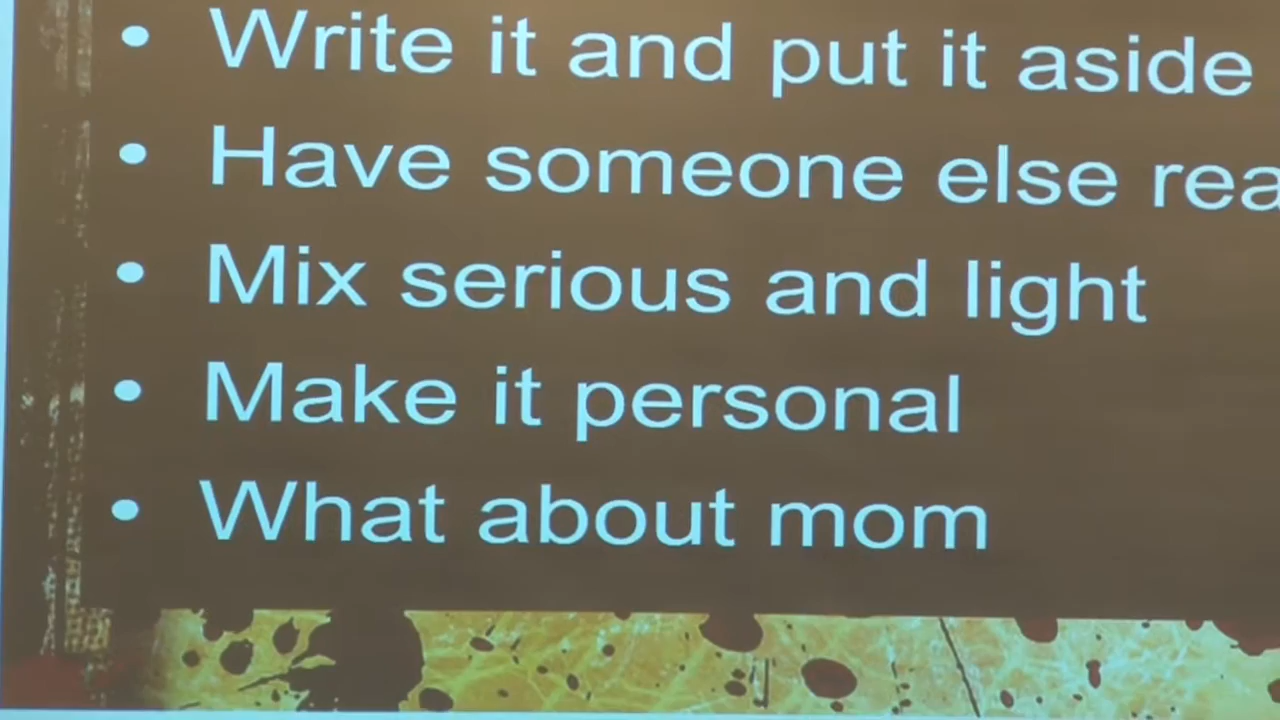 • Write it and put it aside
• Have someone else rea
• Mix serious and light
• Make it personal
• What about mom